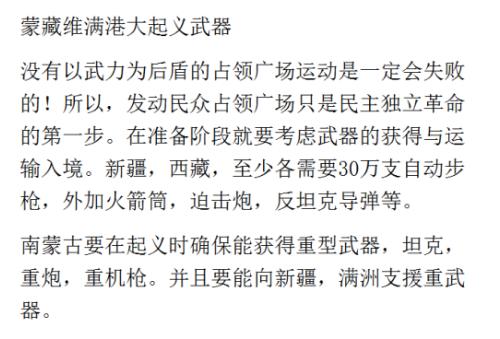 蒙藏维满港大起义武器
没有以武力为后盾的占领广场运动是一定会失败
的！所以，发动民众占领广场只是民主独立革命
的第一步。在准备阶段就要考虑武器的获得与运
输入境。新疆，西藏，至少各需要30万支自动步
枪，外加火箭筒，迫击炮，反坦克导弹等。
南蒙古要在起义时确保能获得重型武器，坦克，
重炮，重机枪。并且要能向新疆，满洲支援重武
器。